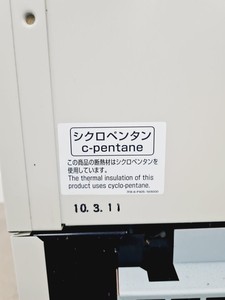 シクロペンタン
c-pentane
この商品の断熱材はシクロペンタンを
使用しています。
The thermal insulation of this
product uses cyclo-pentane.
10.3.11